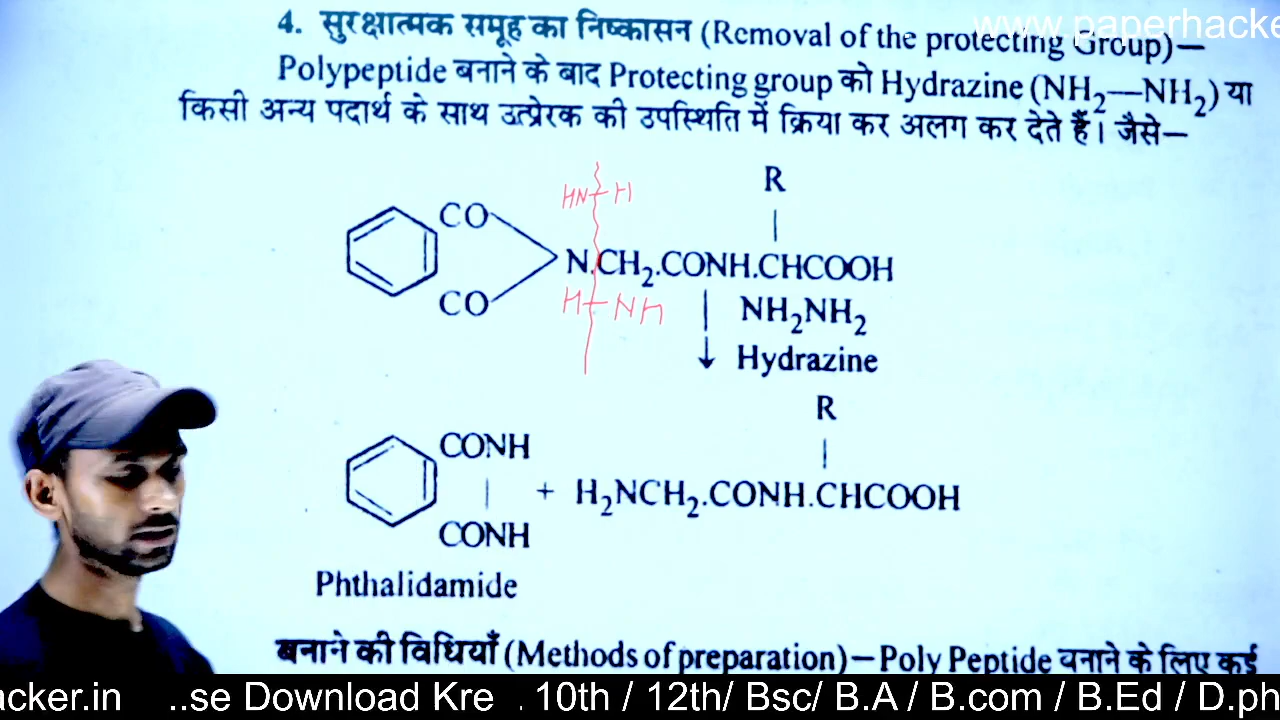 www.paperhacke
4. सुरक्षात्मक समूह का निष्कासन (Removal of the protecting Group)—
Polypeptide बनाने के बाद Protecting group को Hydrazine (NH₂—NH₂) या
किसी अन्य पदार्थ के साथ उत्प्रेरक की उपस्थिति में क्रिया कर अलग कर देते हैं। जैसे—
R
HN H
CO
N.CH₂.CONH.CHCOOH
CO
H NH
NH₂NH₂
Hydrazine
R
CONH
+ H₂NCH₂.CONH.CHCOOH
CONH
Phthalidamide
बनाने की विधियाँ (Methods of preparation)—Poly Peptide बनाने के लिए कई
acker.in ..se Download Kre . 10th / 12th/ Bsc/ B.A / B.com / B.Ed / D.ph